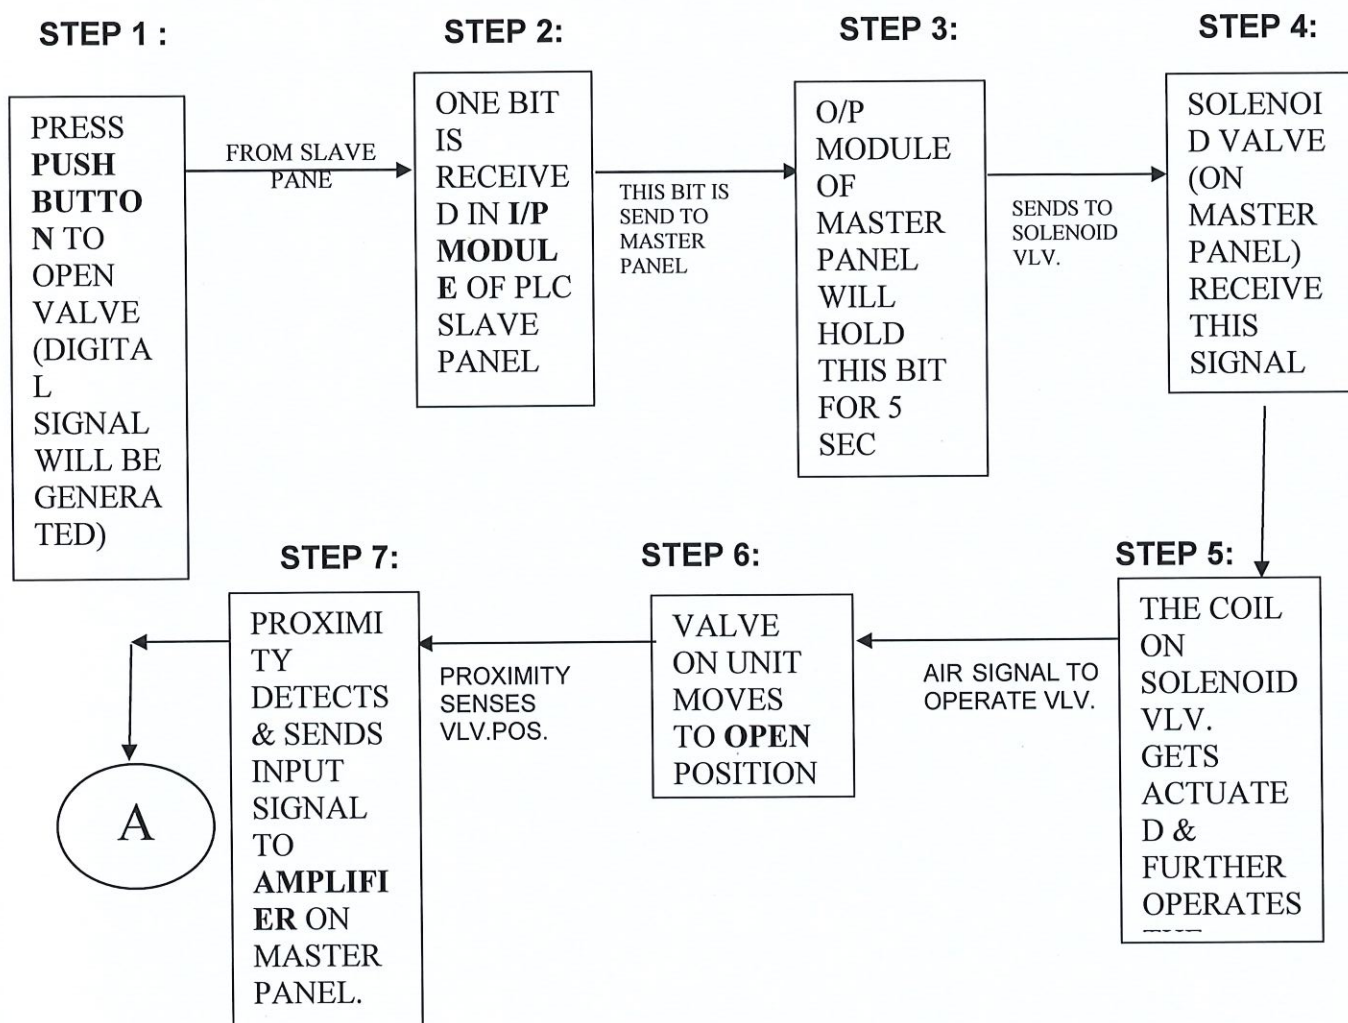 STEP 1 :
PRESS
PUSH
BUTTO
N TO
OPEN
VALVE
(DIGITA
L
SIGNAL
WILL BE
GENERA
TED)
FROM SLAVE
PANE
STEP 2:
ONE BIT
IS
RECEIVE
D IN I/P
MODUL
E OF PLC
SLAVE
PANEL
THIS BIT IS
SEND TO
MASTER
PANEL
STEP 3:
O/P
MODULE
OF
MASTER
PANEL
WILL
HOLD
THIS BIT
FOR 5
SEC
SENDS TO
SOLENOID
VLV.
STEP 4:
SOLENOI
D VALVE
(ON
MASTER
PANEL)
RECEIVE
THIS
SIGNAL
STEP 5:
THE COIL
ON
SOLENOID
VLV.
GETS
ACTUATE
D &
FURTHER
OPERATES
AIR SIGNAL TO
OPERATE VLV.
STEP 6:
VALVE
ON UNIT
MOVES
TO OPEN
POSITION
PROXIMITY
SENSES
VLV.POS.
STEP 7:
PROXIMI
TY
DETECTS
& SENDS
INPUT
SIGNAL
TO
AMPLIFI
ER ON
MASTER
PANEL.
A